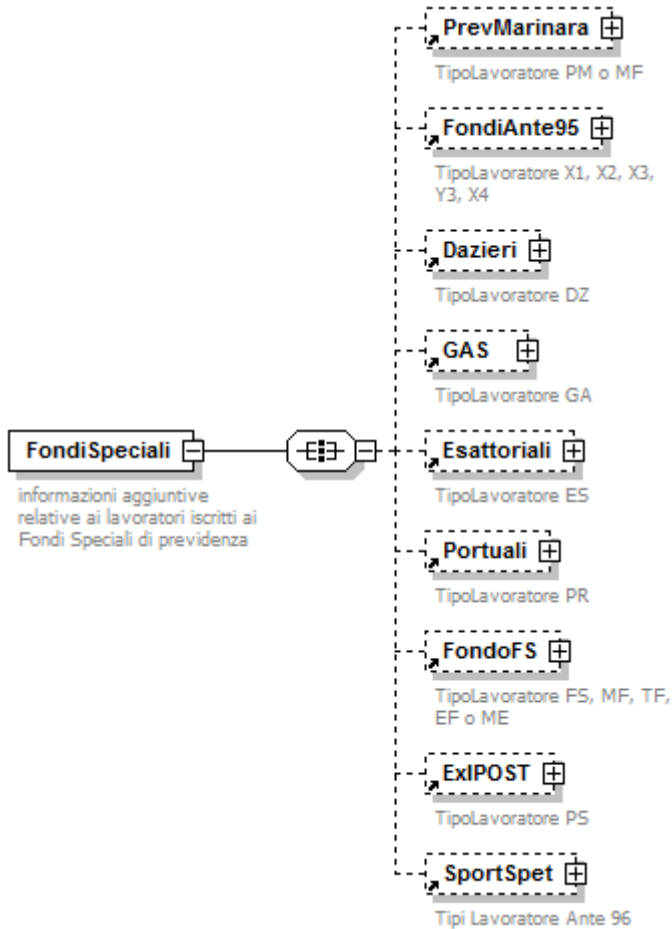 PrevMarinara
TipoLavoratore PM o MF
FondiAnte95
TipoLavoratore X1, X2, X3,
Y3, X4
Dazieri
TipoLavoratore DZ
GAS
TipoLavoratore GA
FondiSpeciali
informazioni aggiuntive
relative ai lavoratori iscritti ai
Fondi Speciali di previdenza
Esattoriali
TipoLavoratore ES
Portuali
TipoLavoratore PR
FondoFS
TipoLavoratore FS, MF, TF,
EF o ME
ExIPOST
TipoLavoratore PS
SportSpet
Tipi Lavoratore Ante 96